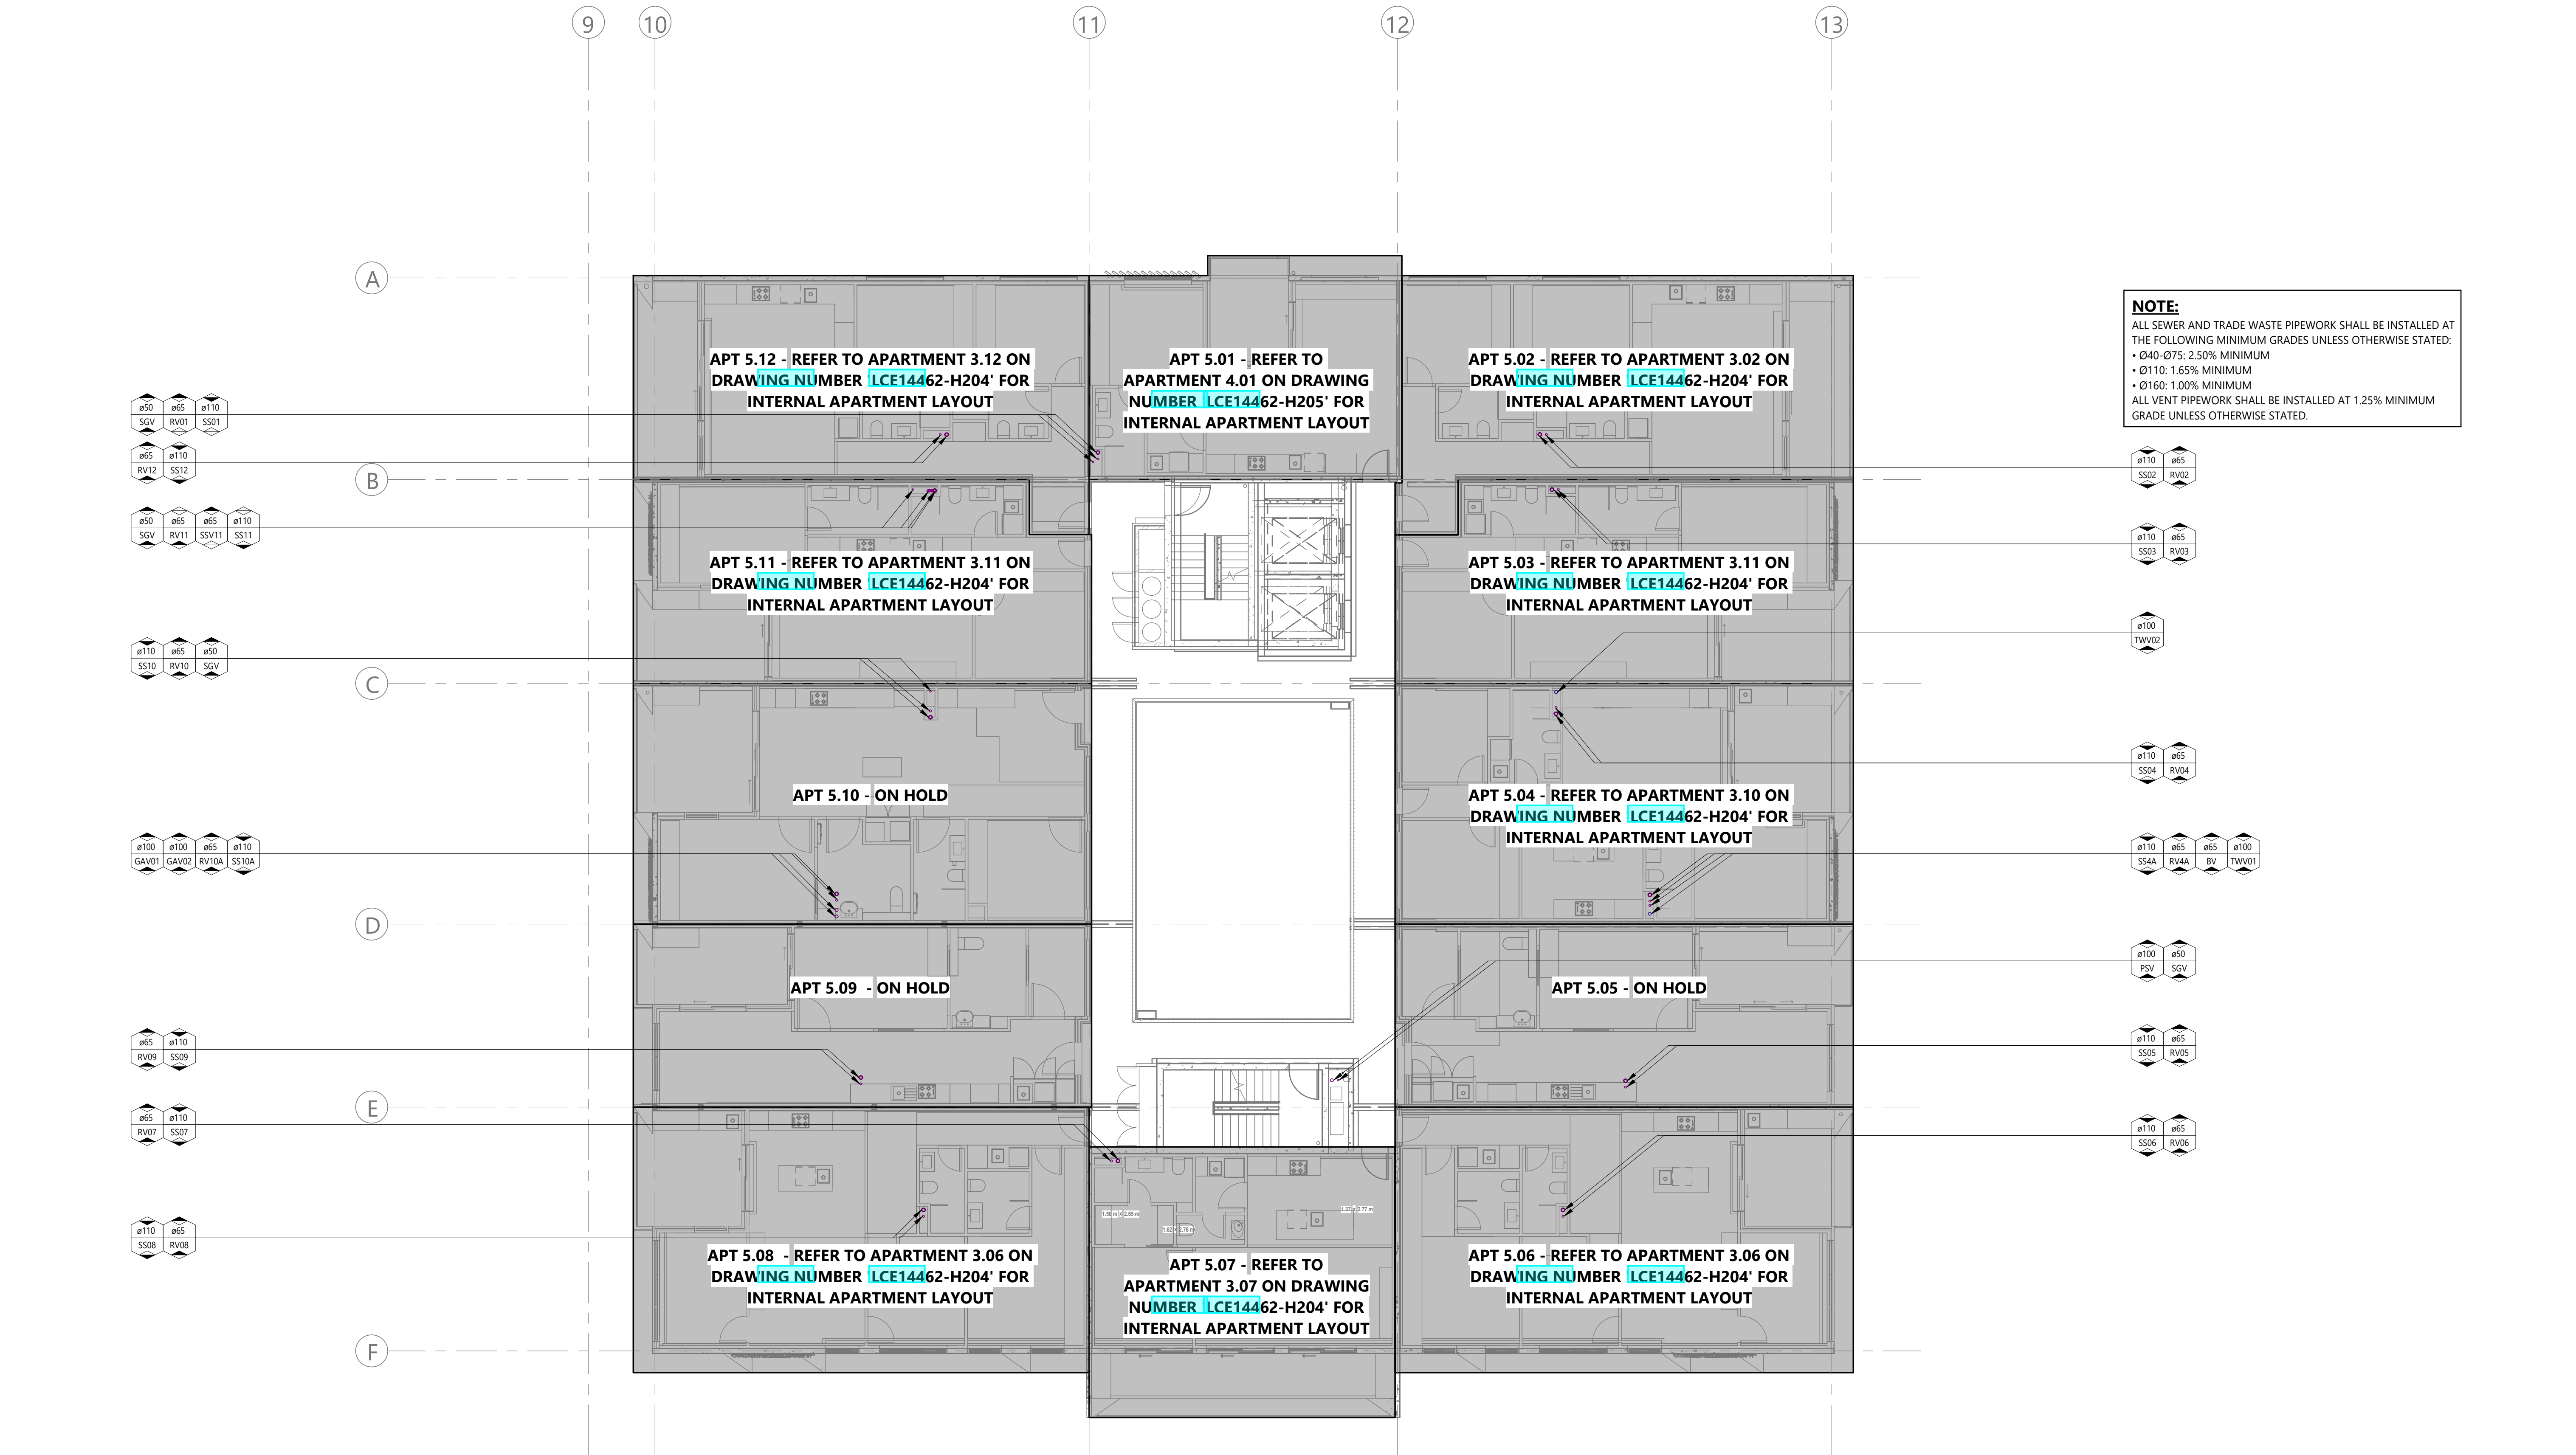 9
10
11
12
13
A
B
C
D
E
F
APT 5.12 - REFER TO APARTMENT 3.12 ON
DRAWING NUMBER 'LCE14462-H204' FOR
INTERNAL APARTMENT LAYOUT
APT 5.01 - REFER TO
APARTMENT 4.01 ON DRAWING
NUMBER 'LCE14462-H205' FOR
INTERNAL APARTMENT LAYOUT
APT 5.02 - REFER TO APARTMENT 3.02 ON
DRAWING NUMBER 'LCE14462-H204' FOR
INTERNAL APARTMENT LAYOUT
NOTE:
ALL SEWER AND TRADE WASTE PIPEWORK SHALL BE INSTALLED AT
THE FOLLOWING MINIMUM GRADES UNLESS OTHERWISE STATED:
• Ø40-Ø75: 2.50% MINIMUM
• Ø110: 1.65% MINIMUM
• Ø160: 1.00% MINIMUM
ALL VENT PIPEWORK SHALL BE INSTALLED AT 1.25% MINIMUM
GRADE UNLESS OTHERWISE STATED.
ø50 ø65 ø110
SGV RV01 SS01
ø65 ø110
RV12 SS12
ø50 ø65 ø65 ø110
SGV RV11 SSV11 SS11
ø110 ø65 ø50
SS10 RV10 SGV
ø100 ø100 ø65 ø110
GAV01 GAV02 RV10A SS10A
ø65 ø110
RV09 SS09
ø65 ø110
RV07 SS07
ø110 ø65
SS08 RV08
ø110 ø65
SS02 RV02
ø110 ø65
SS03 RV03
ø100
TWV02
ø110 ø65
SS04 RV04
ø110 ø65 ø65 ø100
SS4A RV4A BV TWV01
ø100 ø50
PSV SGV
ø110 ø65
SS05 RV05
ø110 ø65
SS06 RV06
APT 5.11 - REFER TO APARTMENT 3.11 ON
DRAWING NUMBER 'LCE14462-H204' FOR
INTERNAL APARTMENT LAYOUT
APT 5.03 - REFER TO APARTMENT 3.11 ON
DRAWING NUMBER 'LCE14462-H204' FOR
INTERNAL APARTMENT LAYOUT
APT 5.10 - ON HOLD
APT 5.04 - REFER TO APARTMENT 3.10 ON
DRAWING NUMBER 'LCE14462-H204' FOR
INTERNAL APARTMENT LAYOUT
APT 5.09 - ON HOLD
APT 5.05 - ON HOLD
1.50 m X 2.65 m
1.62 X 2.76 m
APT 5.08 - REFER TO APARTMENT 3.06 ON
DRAWING NUMBER 'LCE14462-H204' FOR
INTERNAL APARTMENT LAYOUT
APT 5.07 - REFER TO
APARTMENT 3.07 ON DRAWING
NUMBER 'LCE14462-H204' FOR
INTERNAL APARTMENT LAYOUT
APT 5.06 - REFER TO APARTMENT 3.06 ON
DRAWING NUMBER 'LCE14462-H204' FOR
INTERNAL APARTMENT LAYOUT